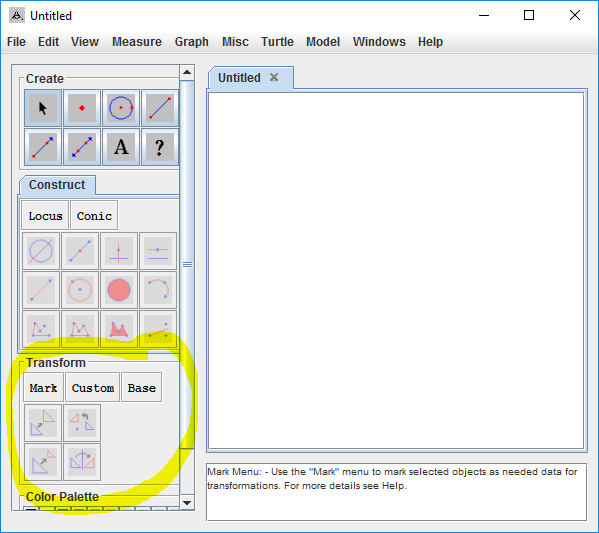 Untitled
File Edit View Measure Graph Misc Turtle Model Windows Help
Create
A ?
Construct
Locus Conic
Transform
Mark Custom Base
Color Palette
Untitled
Mark Menu: - Use the "Mark" menu to mark selected objects as needed data for
transformations. For more details see Help.